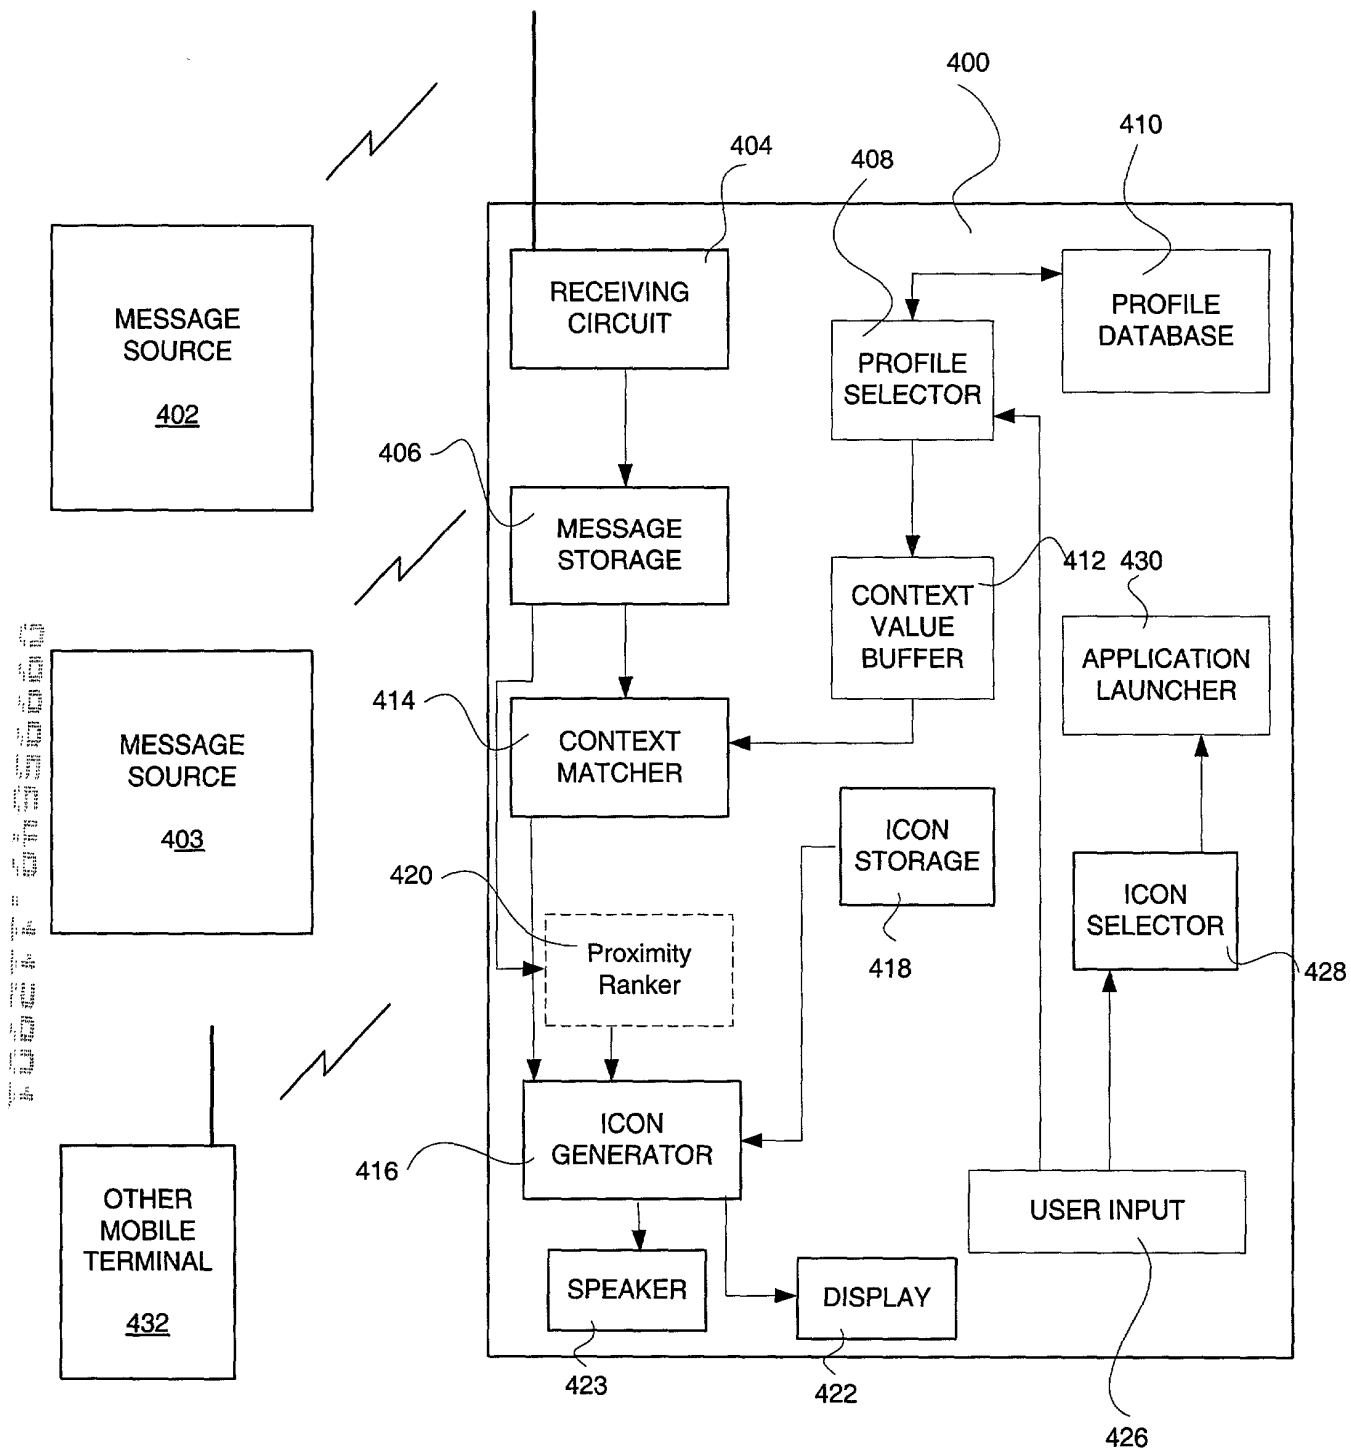 400
410
404
408
RECEIVING
CIRCUIT
PROFILE
DATABASE
MESSAGE
SOURCE
402
PROFILE
SELECTOR
406
MESSAGE
STORAGE
412
430
CONTEXT
VALUE
BUFFER
APPLICATION
LAUNCHER
414
CONTEXT
MATCHER
MESSAGE
SOURCE
403
ICON
STORAGE
418
420
Proximity
Ranker
ICON
SELECTOR
428
ICON
GENERATOR
416
OTHER
MOBILE
TERMINAL
432
USER INPUT
SPEAKER
DISPLAY
423
422
426